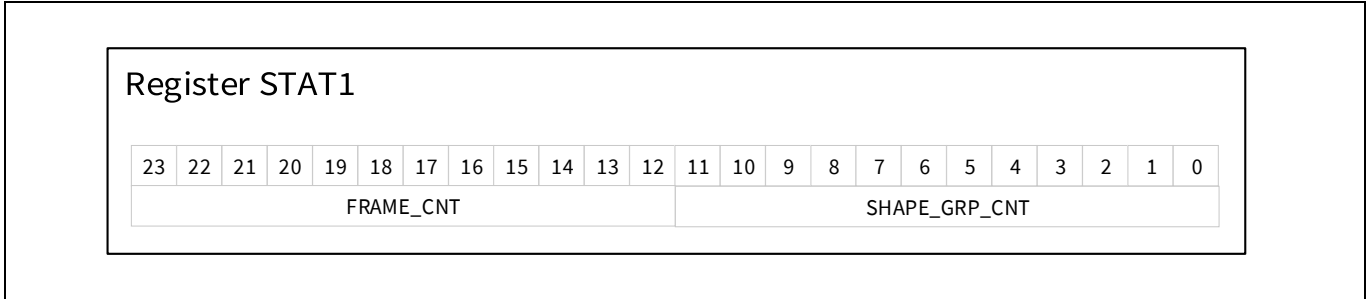 Register STAT1
23 22 21 20 19 18 17 16 15 14 13 12 11 10 9 8 7 6 5 4 3 2 1 0
FRAME_CNT SHAPE_GRP_CNT